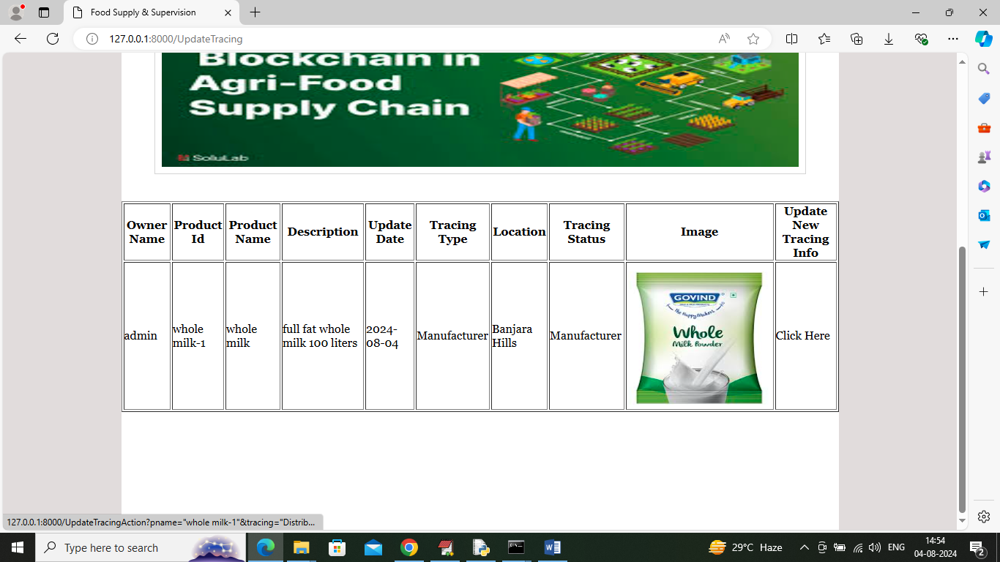 Food Supply & Supervision
127.0.0.1:8000/UpdateTracing
Blockchain in
Agri-Food
Supply Chain
SoluLab
Owner Name
Product Id
Product Name
Description
Update Date
Tracing Type
Location
Tracing Status
Image
Update New Tracing Info
admin
whole milk-1
whole milk
full fat whole milk 100 liters
2024-08-04
Manufacturer
Banjara Hills
Manufacturer
GOVIND
The Happy Makers
Whole
Milk Powder
Click Here
127.0.0.1:8000/UpdateTracingAction?pname="whole milk-1"&tracing="Distrib...
Type here to search
29°C Haze
ENG
14:54
04-08-2024
2